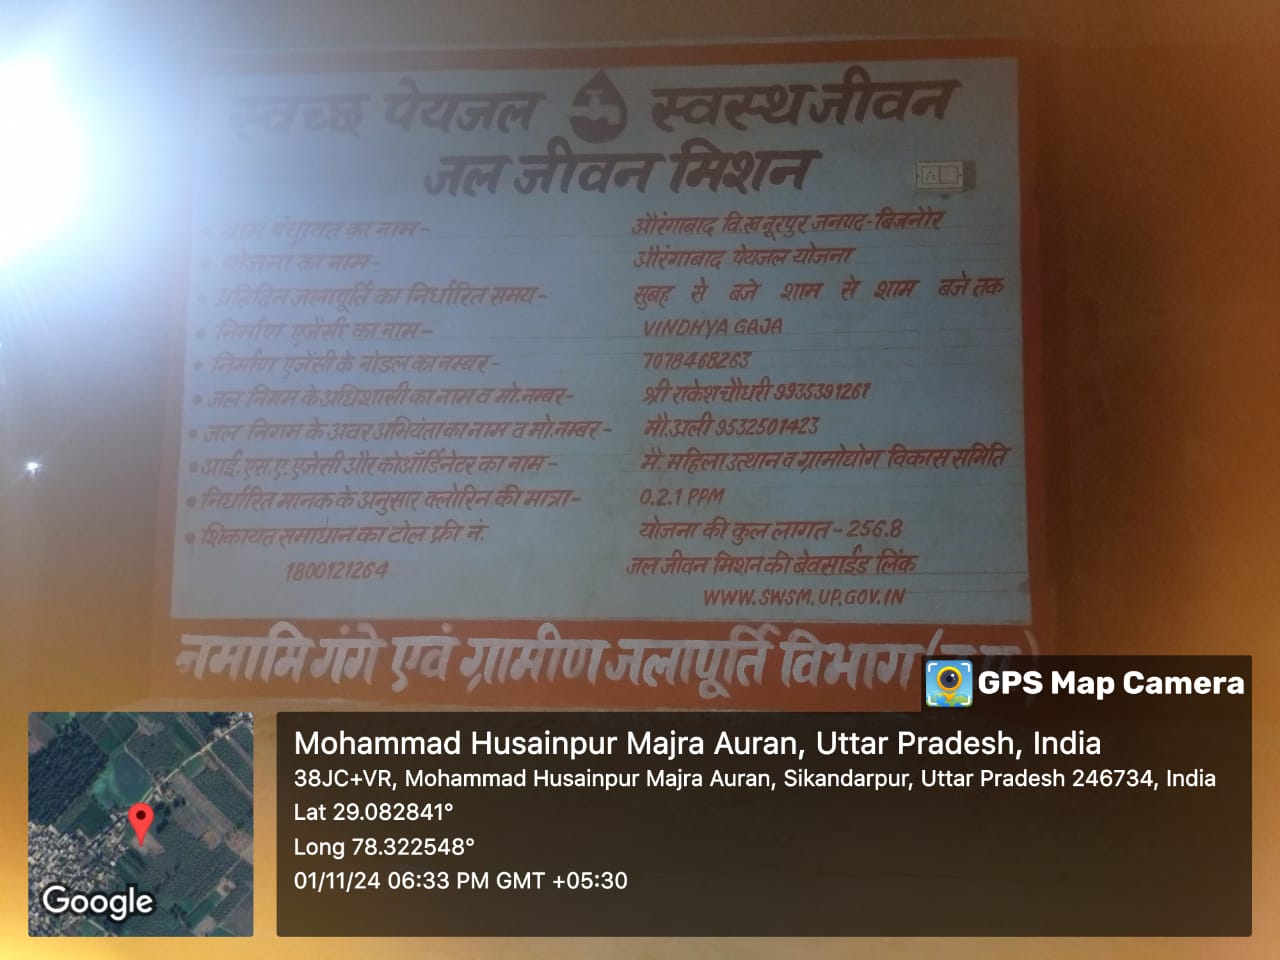 स्वच्छ पेयजल स्वस्थ जीवन
जल जीवन मिशन
• ग्राम पंचायत का नाम- औरंगाबाद वि.ख नूरपुर जनपद-बिजनौर
• योजना का नाम- औरंगाबाद पेयजल योजना
• प्रतिदिन जलापूर्ति का निर्धारित समय- सुबह से बजे शाम से शाम बजे तक
• निर्माण एजेंसी का नाम- VINDHYA GAJA
• निर्माण एजेंसी के नोडल का नम्बर- 7078468263
• जल निगम के अधिशासी का नाम व मो. नम्बर- श्री राकेश चौधरी 9935391261
• जल निगम के अवर अभियंता का नाम व मो. नम्बर- मौ. अली 9532501423
• आई. एस. ए. एजेसी और कोऑर्डिनेटर का नाम- मै. महिला उत्थान व ग्रामोद्योग विकास समिति
• निर्धारित मानक के अनुसार क्लोरिन की मात्रा- 0.2.1 PPM
• शिकायत समाधान का टोल फ्री नं. योजना की कुल लागत-256.8
1800121264 जल जीवन मिशन की बेवसाईड लिंक
WWW.SWSM.UP.GOV.IN
नमामि गंगे एवं ग्रामीण जलापूर्ति विभाग
GPS Map Camera
Mohammad Husainpur Majra Auran, Uttar Pradesh, India
38JC+VR, Mohammad Husainpur Majra Auran, Sikandarpur, Uttar Pradesh 246734, India
Lat 29.082841°
Long 78.322548°
01/11/24 06:33 PM GMT +05:30
Google